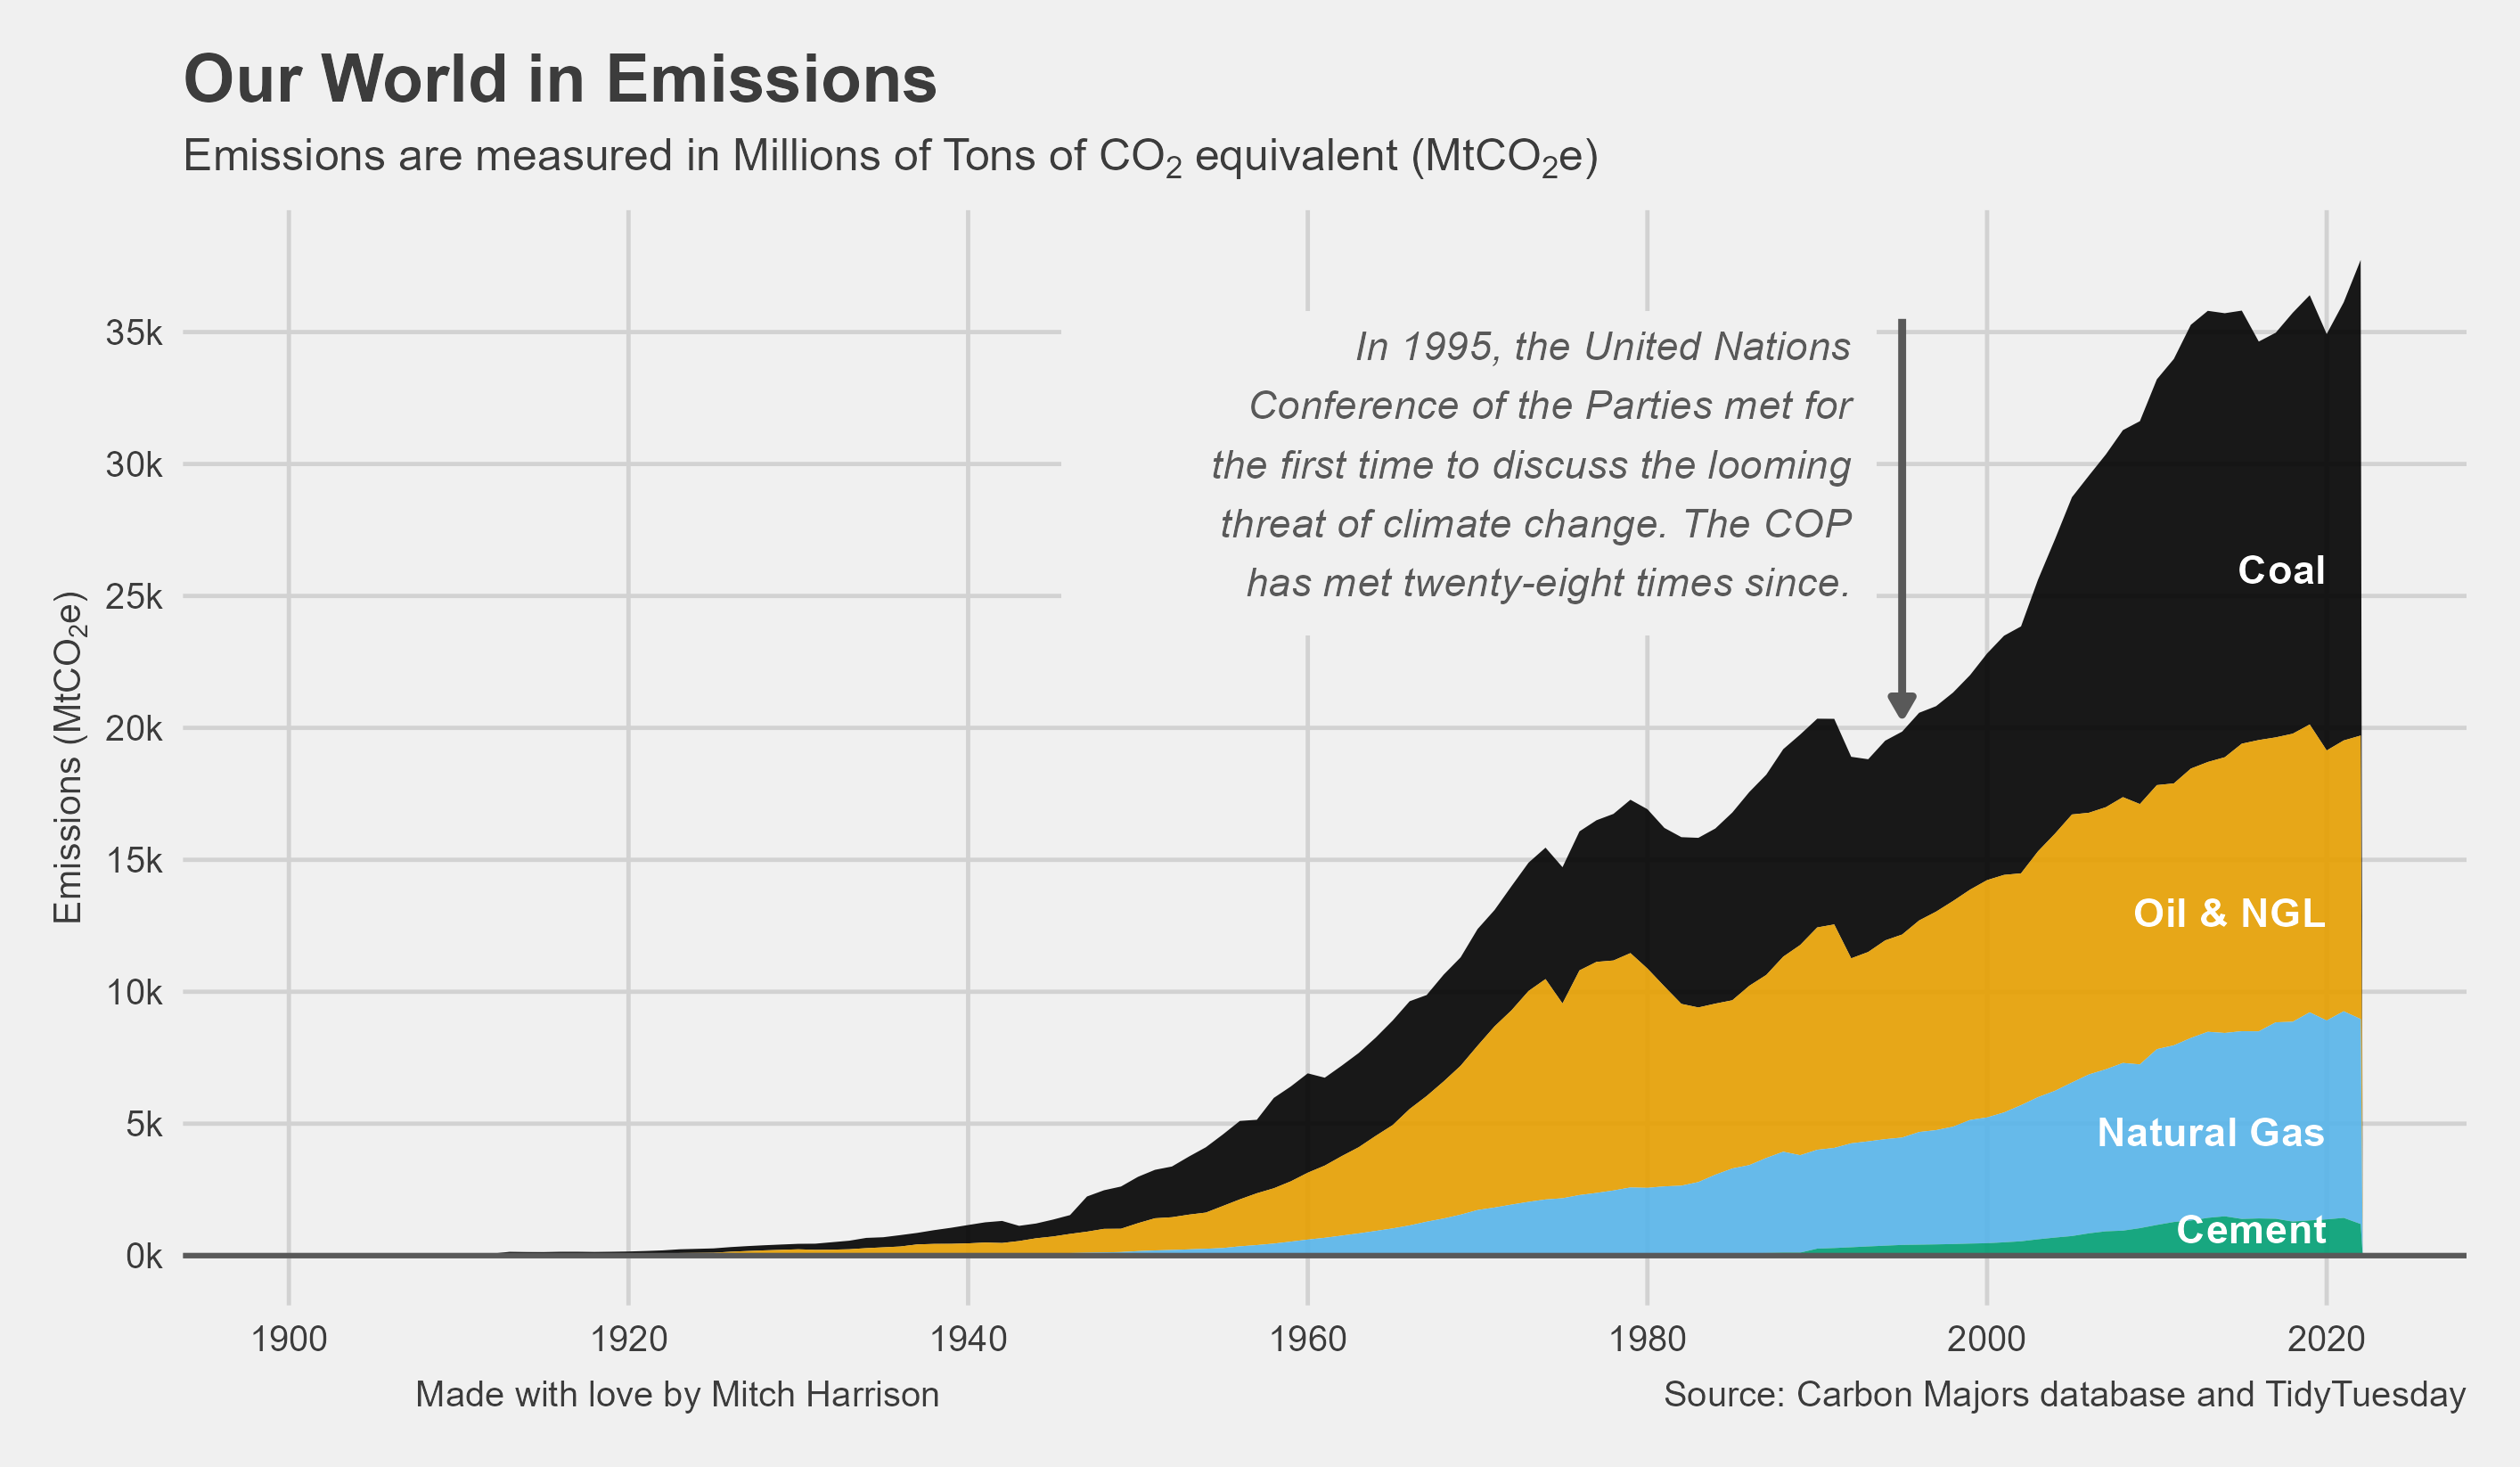 Our World in Emissions
Emissions are measured in Millions of Tons of CO₂ equivalent (MtCO₂e)
Emissions (MtCO₂e)
35k
30k
25k
20k
15k
10k
5k
0k
In 1995, the United Nations
Conference of the Parties met for
the first time to discuss the looming
threat of climate change. The COP
has met twenty-eight times since.
Coal
Oil & NGL
Natural Gas
Cement
1900 1920 1940 1960 1980 2000 2020
Made with love by Mitch Harrison
Source: Carbon Majors database and TidyTuesday